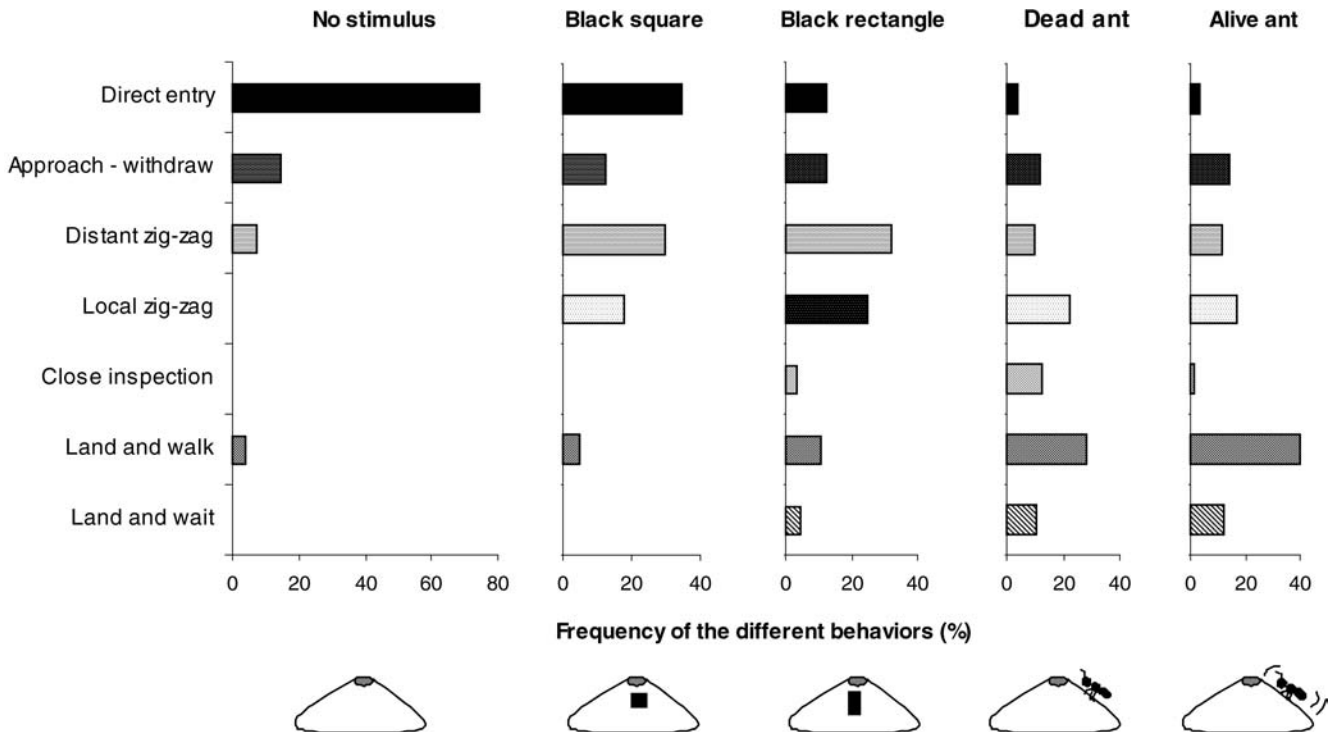 No stimulus Black square Black rectangle Dead ant Alive ant
Direct entry
Approach - withdraw
Distant zig-zag
Local zig-zag
Close inspection
Land and walk
Land and wait
0 20 40 60 80 0 20 40 0 20 40 0 20 40 0 20 40
Frequency of the different behaviors (%)